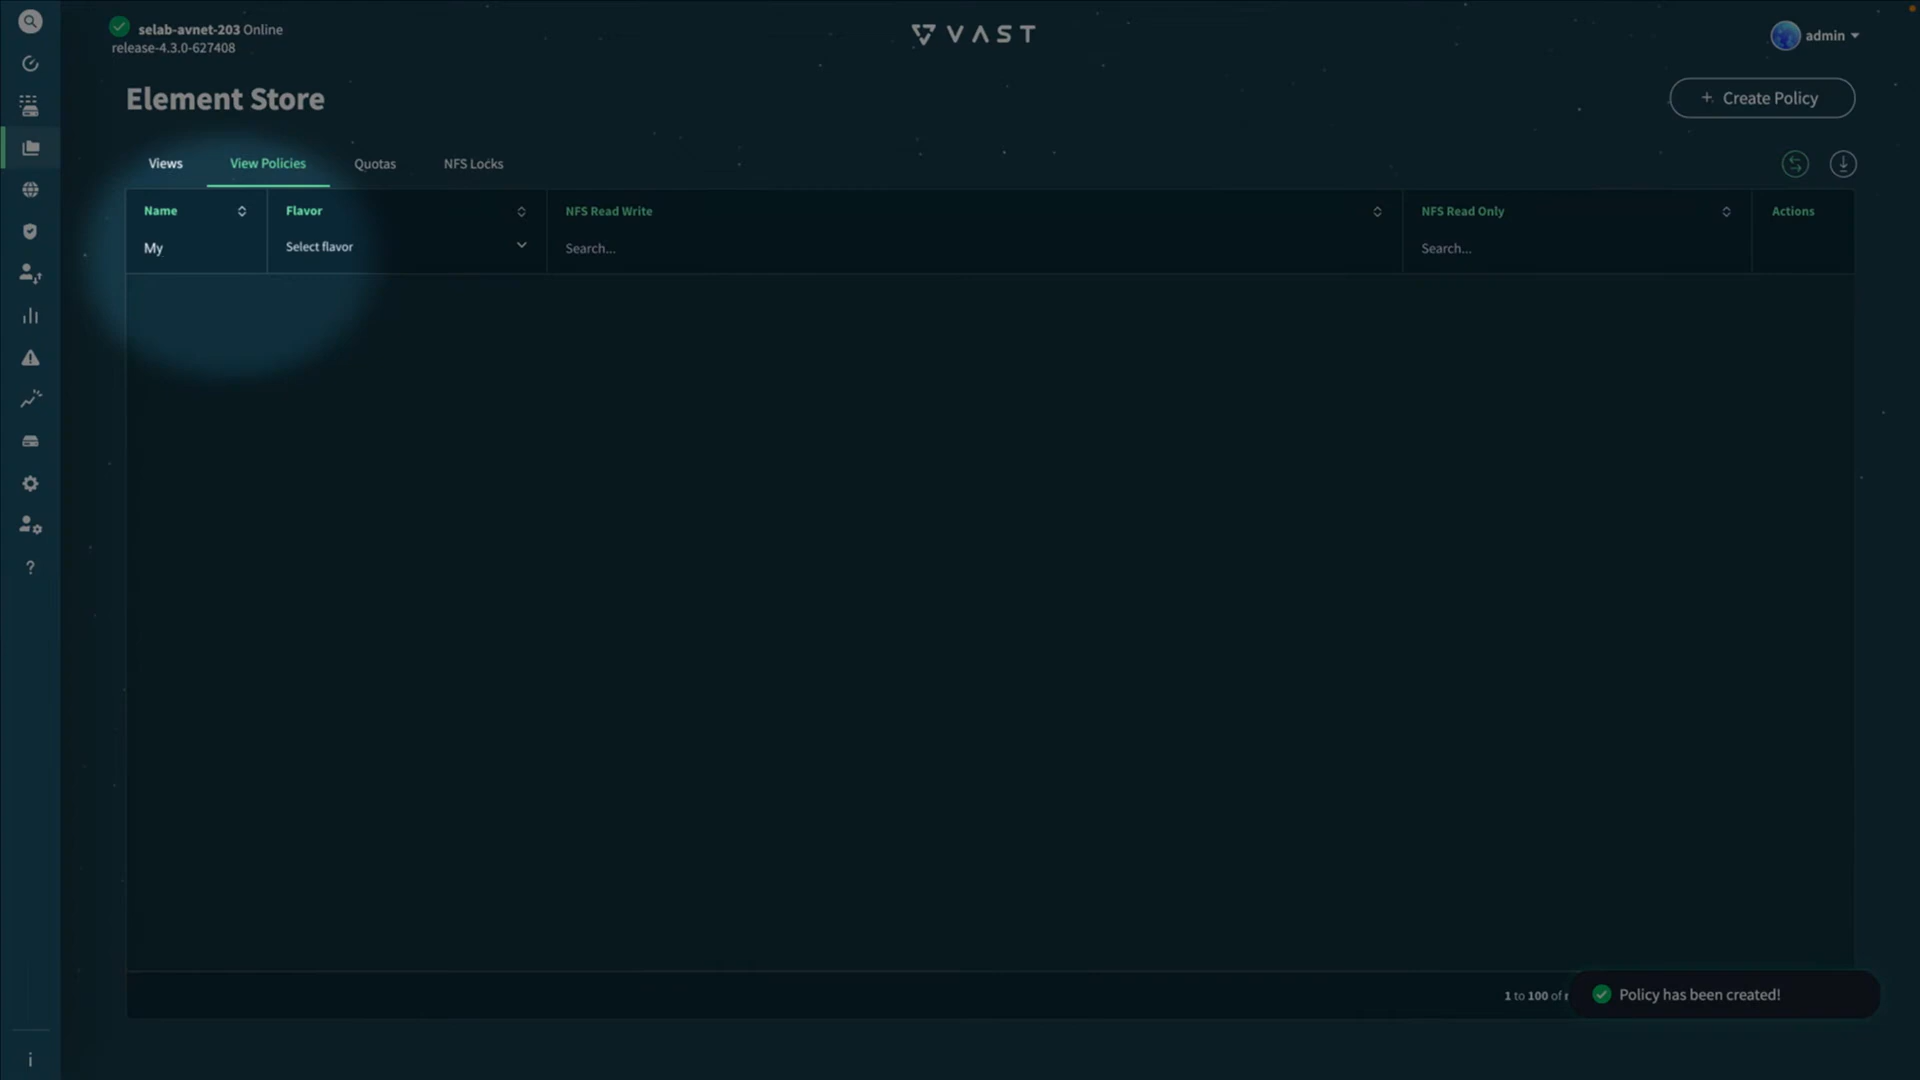 selab-avnet-203 Online
release-4.3.0-627408
VAST
admin
Element Store
+ Create Policy
Views
View Policies
Quotas
NFS Locks
Name
Flavor
NFS Read Write
NFS Read Only
Actions
My
Select flavor
Search...
Search...
1 to 100 of
Policy has been created!